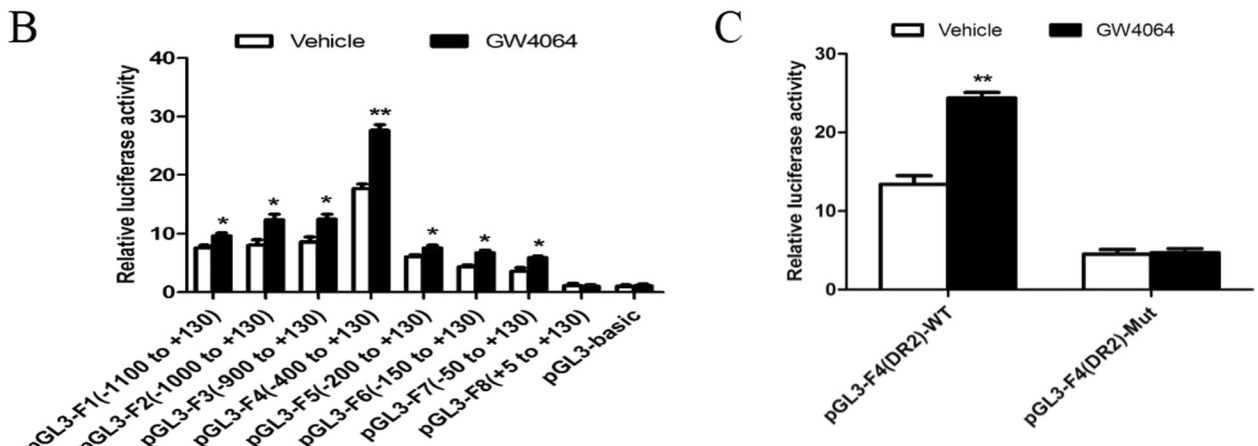 B
Vehicle
GW4064
Relative luciferase activity
40
30
20
10
0
*
*
*
**
*
*
*
pGL3-F1(-1100 to +130)
pGL3-F2(-1000 to +130)
pGL3-F3(-900 to +130)
pGL3-F4(-400 to +130)
pGL3-F5(-200 to +130)
pGL3-F6(-150 to +130)
pGL3-F7(-50 to +130)
pGL3-F8(+5 to +130)
pGL3-basic
C
Vehicle
GW4064
Relative luciferase activity
30
20
10
0
**
pGL3-F4(DR2)-WT
pGL3-F4(DR2)-Mut